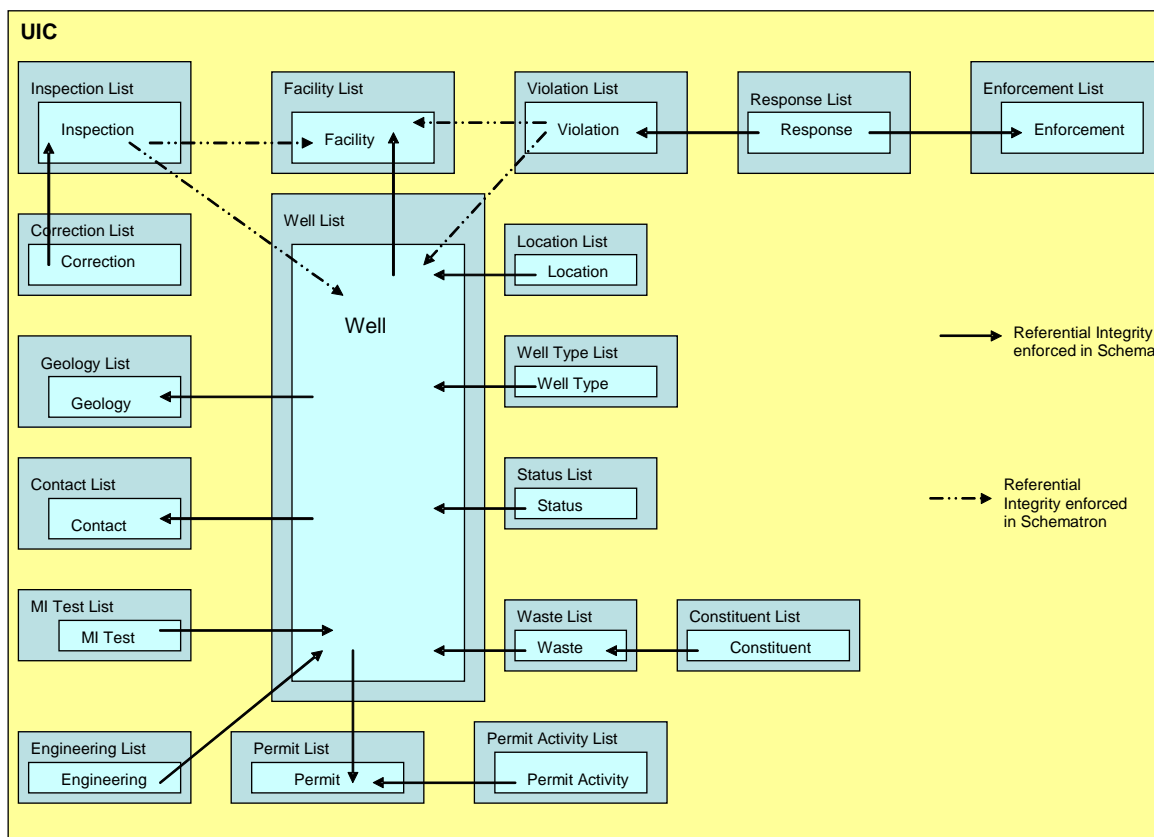 UIC
Inspection List
Inspection
Facility List
Facility
Violation List
Violation
Response List
Response
Enforcement List
Enforcement
Correction List
Correction
Well List
Well
Location List
Location
Referential Integrity
enforced in Schema
Geology List
Geology
Well Type List
Well Type
Contact List
Contact
Status List
Status
Referential
Integrity enforced
in Schematron
MI Test List
MI Test
Waste List
Waste
Constituent List
Constituent
Engineering List
Engineering
Permit List
Permit
Permit Activity List
Permit Activity